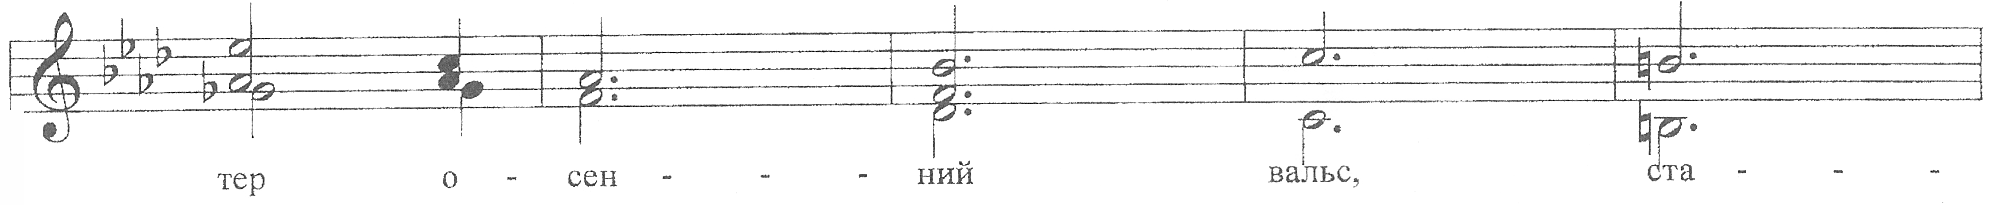 тер о - сен - - - ний вальс, ста - - -